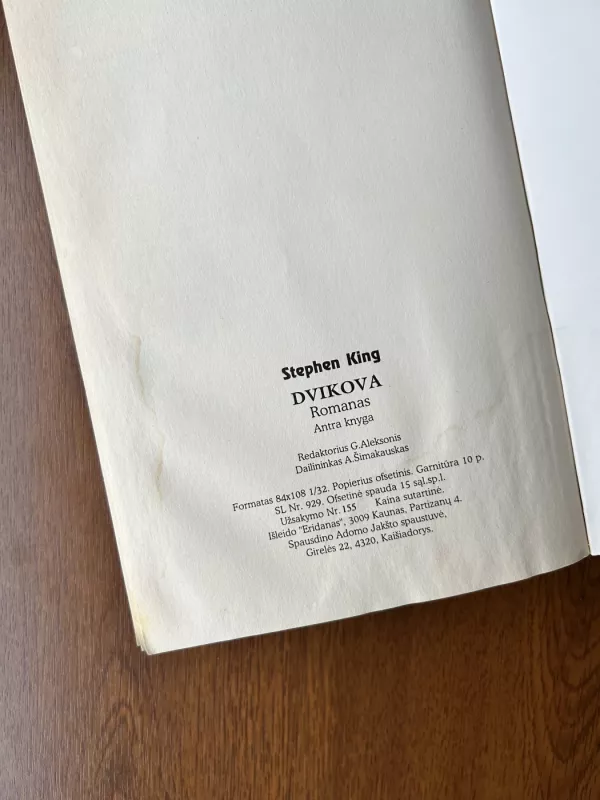 Stephen King
DVIKOVA
Romanas
Antra knyga
Redaktorius G.Aleksonis
Dailininkas A.Šimakauskas
Formatas 84x108 1/32. Popierius ofsetinis. Garnitūra 10 p.
SL Nr. 929. Ofsetinė spauda 15 sąl.sp.l.
Užsakymo Nr. 155 Kaina sutartinė.
Išleido "Eridanas", 3009 Kaunas, Partizanų 4.
Spausdino Adomo Jakšto spaustuvė,
Girelės 22, 4320, Kaišiadorys.